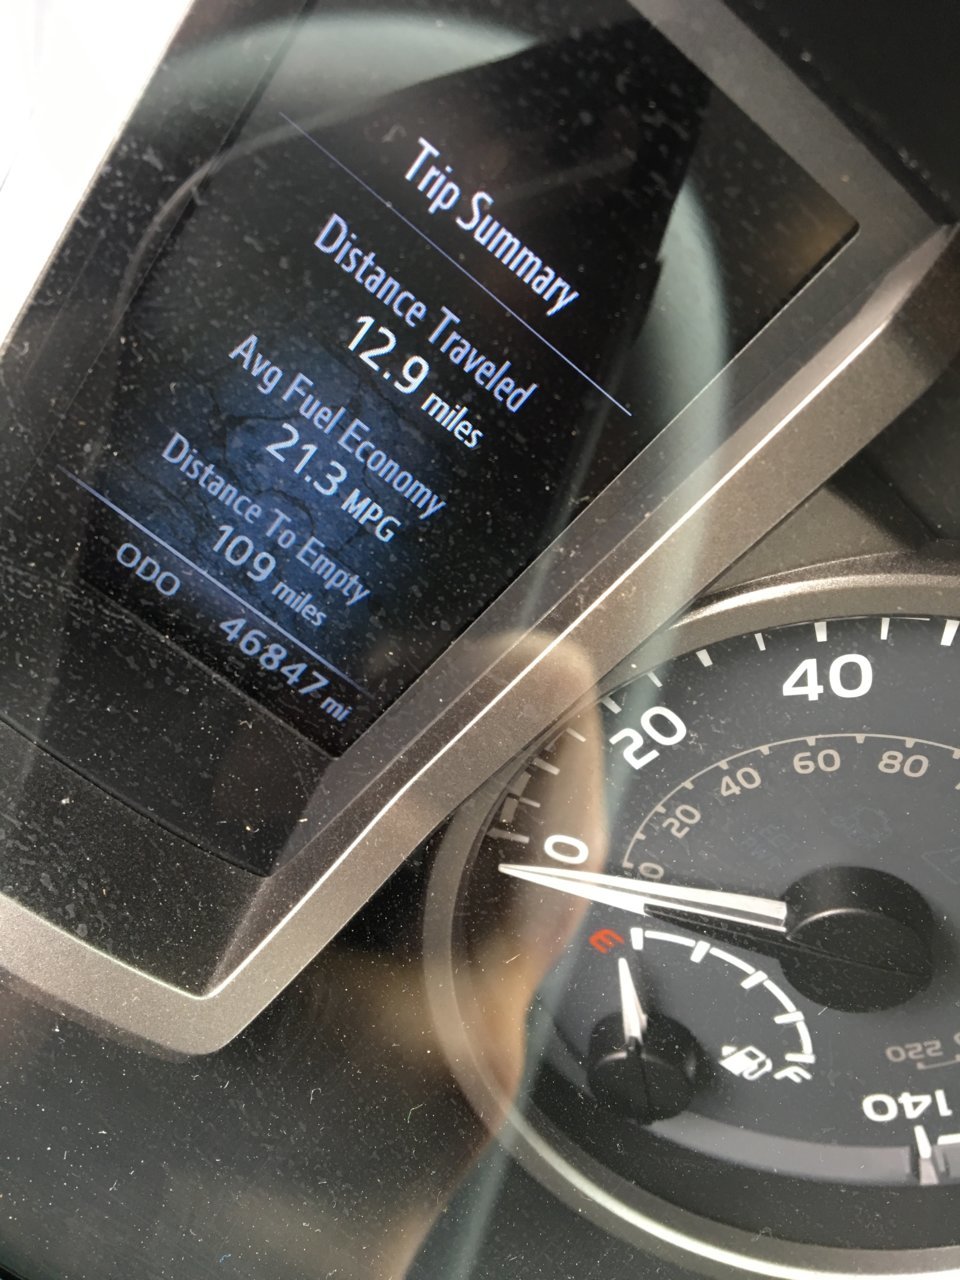 Trip Summary
Distance Traveled
12.9 miles
Avg Fuel Economy
21.3 MPG
Distance To Empty
109 miles
ODO 46847 mi
0
20
40
140
0
20
40
60
80
220
E
F